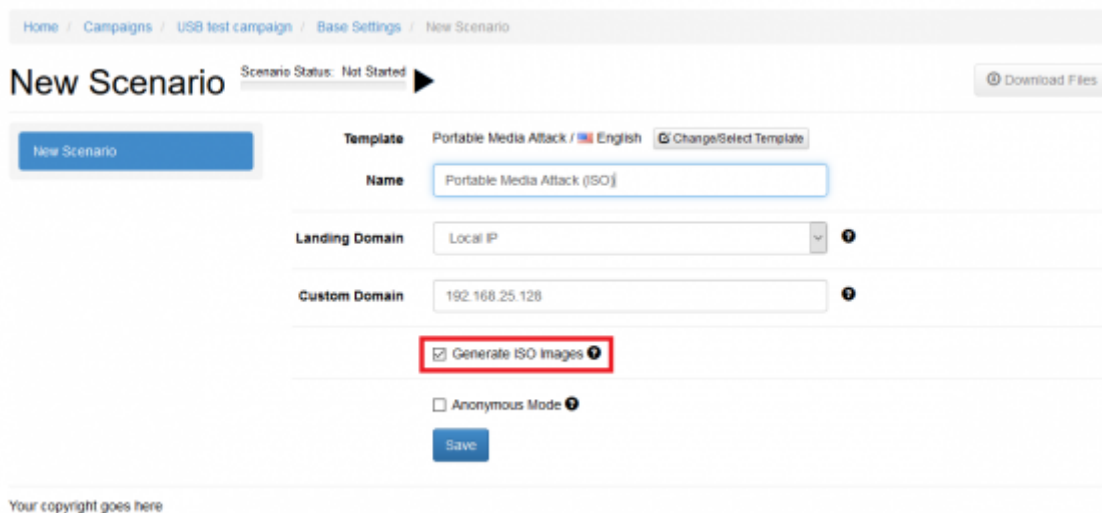 Home / Campaigns / USB test campaign / Base Settings / New Scenario
New Scenario Scenario Status: Not Started
Download Files
New Scenario
Template Portable Media Attack / English Change/Select Template
Name Portable Media Attack (ISO)
Landing Domain Local IP
Custom Domain 192.168.25.128
Generate ISO Images
Anonymous Mode
Save
Your copyright goes here